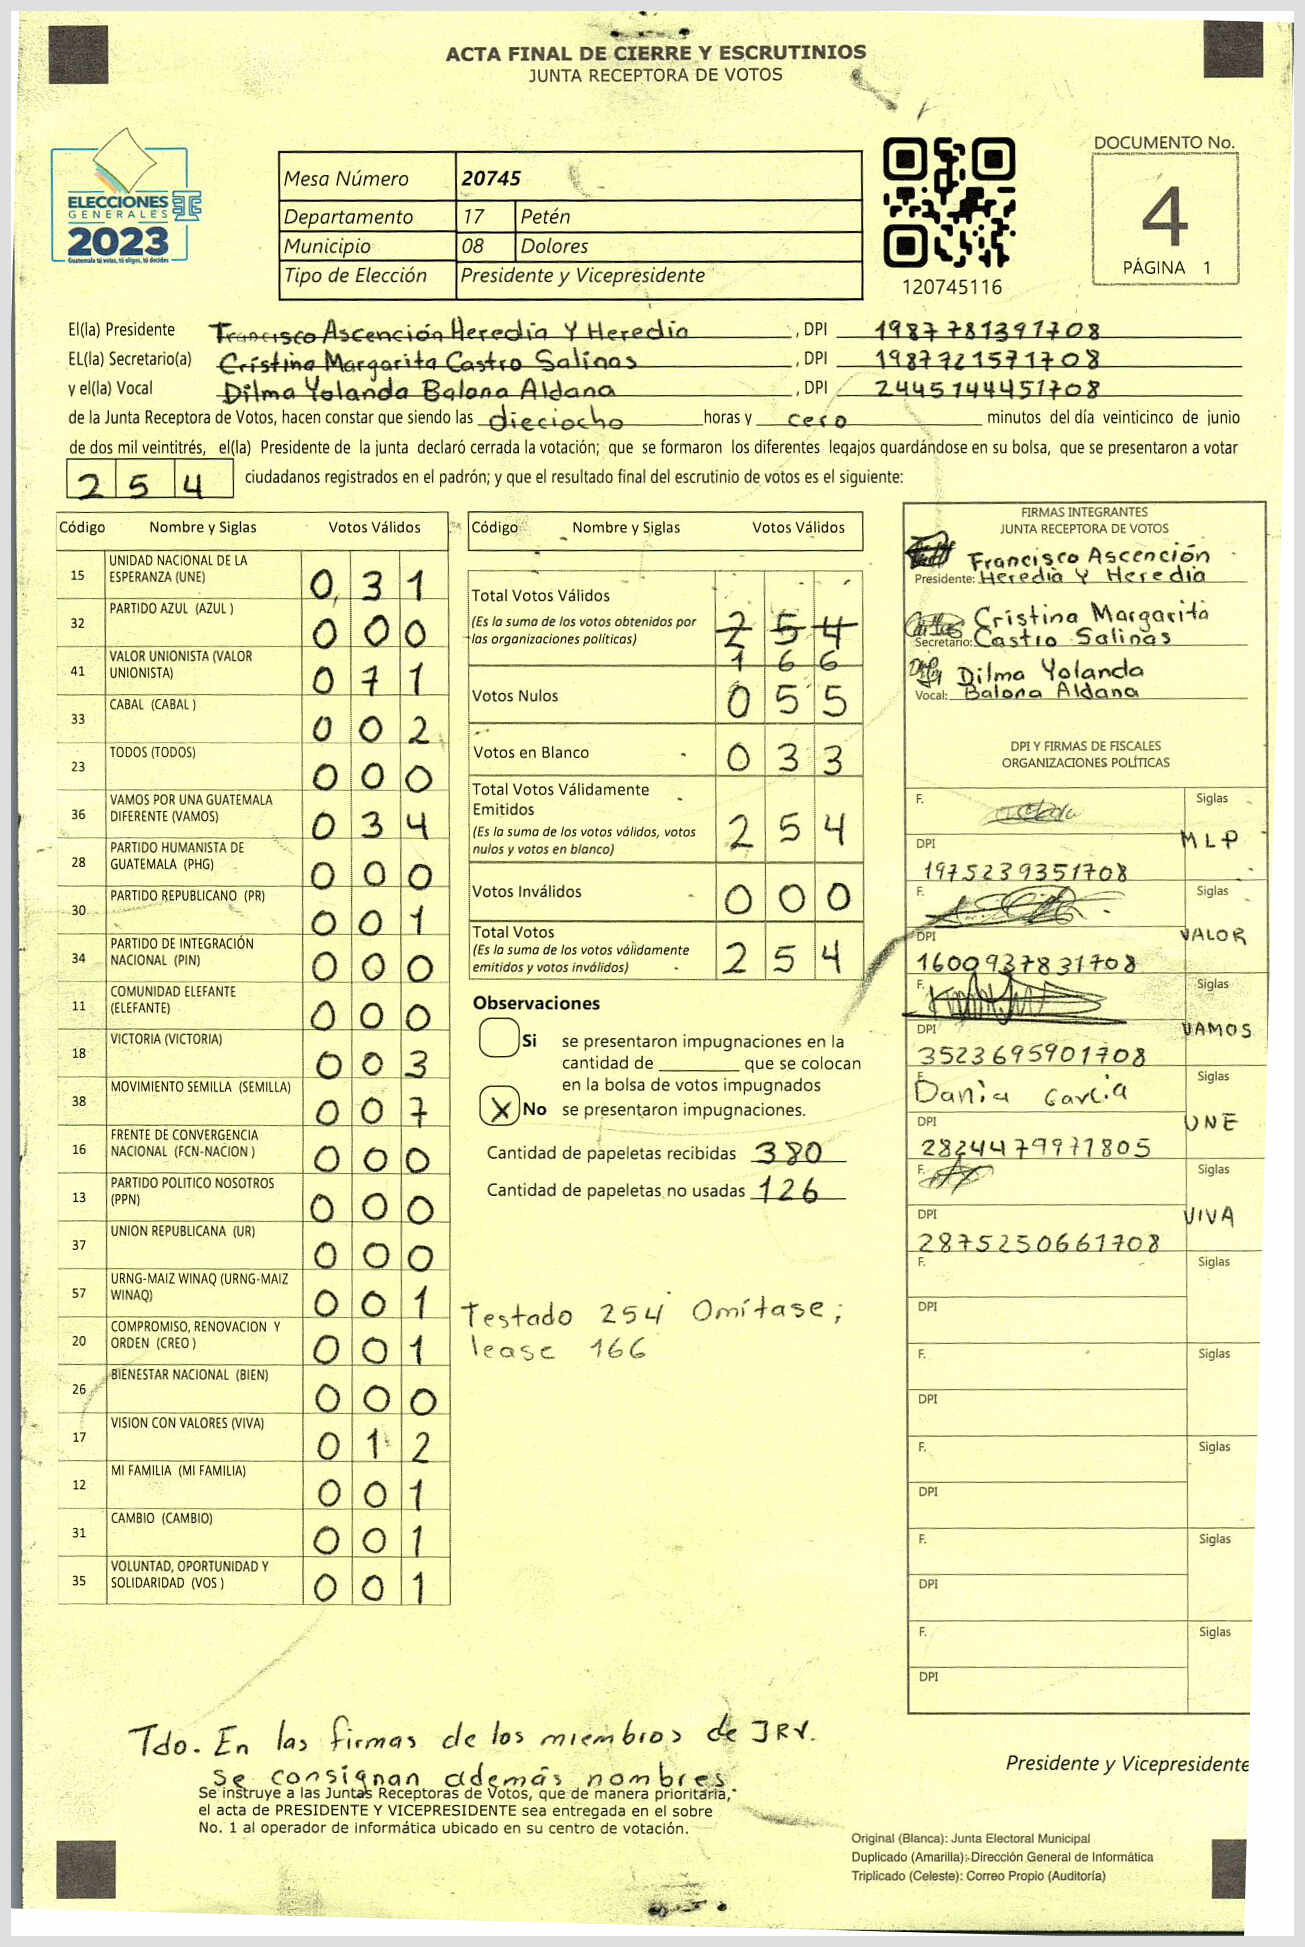 ACTA FINAL DE CIERRE Y ESCRUTINIOS
JUNTA RECEPTORA DE VOTOS
ELECCIONES
GENERALES
2023
Guatemala tú votas, tú eliges, tú decides
Mesa Número 20745
Departamento 17 Petén
Municipio 08 Dolores
Tipo de Elección Presidente y Vicepresidente
120745116
DOCUMENTO No.
4
PÁGINA 1
El(la) Presidente Francisco Ascención Heredia Y Heredia, DPI 1987781391708
EL(la) Secretario(a) Cristina Margarita Castro Salinas, DPI 1987721571708
y el(la) Vocal Dilma Yolanda Balona Aldana, DPI 2445144451708
de la Junta Receptora de Votos, hacen constar que siendo las dieciocho horas y cero minutos del día veinticinco de junio
de dos mil veintitrés, el(la) Presidente de la junta declaró cerrada la votación; que se formaron los diferentes legajos quardándose en su bolsa, que se presentaron a votar
254 ciudadanos registrados en el padrón; y que el resultado final del escrutinio de votos es el siguiente:
Código Nombre y Siglas Votos Válidos
15 UNIDAD NACIONAL DE LA
ESPERANZA (UNE) 0 3 1
32 PARTIDO AZUL (AZUL ) 0 0 0
41 VALOR UNIONISTA (VALOR
UNIONISTA) 0 7 1
33 CABAL (CABAL ) 0 0 2
23 TODOS (TODOS) 0 0 0
36 VAMOS POR UNA GUATEMALA
DIFERENTE (VAMOS) 0 3 4
28 PARTIDO HUMANISTA DE
GUATEMALA (PHG) 0 0 0
30 PARTIDO REPUBLICANO (PR) 0 0 1
34 PARTIDO DE INTEGRACIÓN
NACIONAL (PIN) 0 0 0
11 COMUNIDAD ELEFANTE
(ELEFANTE) 0 0 0
18 VICTORIA (VICTORIA) 0 0 3
38 MOVIMIENTO SEMILLA (SEMILLA) 0 0 7
16 FRENTE DE CONVERGENCIA
NACIONAL (FCN-NACION ) 0 0 0
13 PARTIDO POLITICO NOSOTROS
(PPN) 0 0 0
37 UNION REPUBLICANA (UR) 0 0 0
57 URNG-MAIZ WINAQ (URNG-MAIZ
WINAQ) 0 0 1
20 COMPROMISO, RENOVACION Y
ORDEN (CREO ) 0 0 1
26 BIENESTAR NACIONAL (BIEN) 0 0 0
17 VISION CON VALORES (VIVA) 0 1 2
12 MI FAMILIA (MI FAMILIA) 0 0 1
31 CAMBIO (CAMBIO) 0 0 1
35 VOLUNTAD, OPORTUNIDAD Y
SOLIDARIDAD (VOS ) 0 0 1
Código Nombre y Siglas Votos Válidos
Total Votos Válidos
(Es la suma de los votos obtenidos por
las organizaciones políticas) 2 5 4
1 6 6
Votos Nulos 0 5 5
Votos en Blanco 0 3 3
Total Votos Válidamente
Emitidos
(Es la suma de los votos válidos, votos
nulos y votos en blanco) 2 5 4
Votos Inválidos 0 0 0
Total Votos
(Es la suma de los votos válidamente
emitidos y votos inválidos) 2 5 4
Observaciones
Si se presentaron impugnaciones en la
cantidad de ________ que se colocan
en la bolsa de votos impugnados
X No se presentaron impugnaciones.
Cantidad de papeletas recibidas 380
Cantidad de papeletas no usadas 126
Testado 254 Omítase;
lease 166
FIRMAS INTEGRANTES
JUNTA RECEPTORA DE VOTOS
Francisco Ascención
Presidente: Heredia Y Heredia
Cristina Margarita
Secretario: Castro Salinas
Dilma Yolanda
Vocal: Balona Aldana
DPI Y FIRMAS DE FISCALES
ORGANIZACIONES POLÍTICAS
F. Siglas
DPI MLP
1975239351708
F. Siglas
DPI VALOR
1600937831708
F. Siglas
DPI VAMOS
3523695901708
F. Dania Garcia Siglas
DPI UNE
2824479971805
F. Siglas
DPI VIVA
2875250661708
F. Siglas
DPI
F. Siglas
DPI
F. Siglas
DPI
F. Siglas
DPI
F. Siglas
DPI
Tdo. En las firmas de los miembros de JRV.
se consignan además nombres
Se instruye a las Juntas Receptoras de Votos, que de manera prioritaria,
el acta de PRESIDENTE Y VICEPRESIDENTE sea entregada en el sobre
No. 1 al operador de informática ubicado en su centro de votación.
Presidente y Vicepresidente
Original (Blanca): Junta Electoral Municipal
Duplicado (Amarilla): Dirección General de Informática
Triplicado (Celeste): Correo Propio (Auditoría)